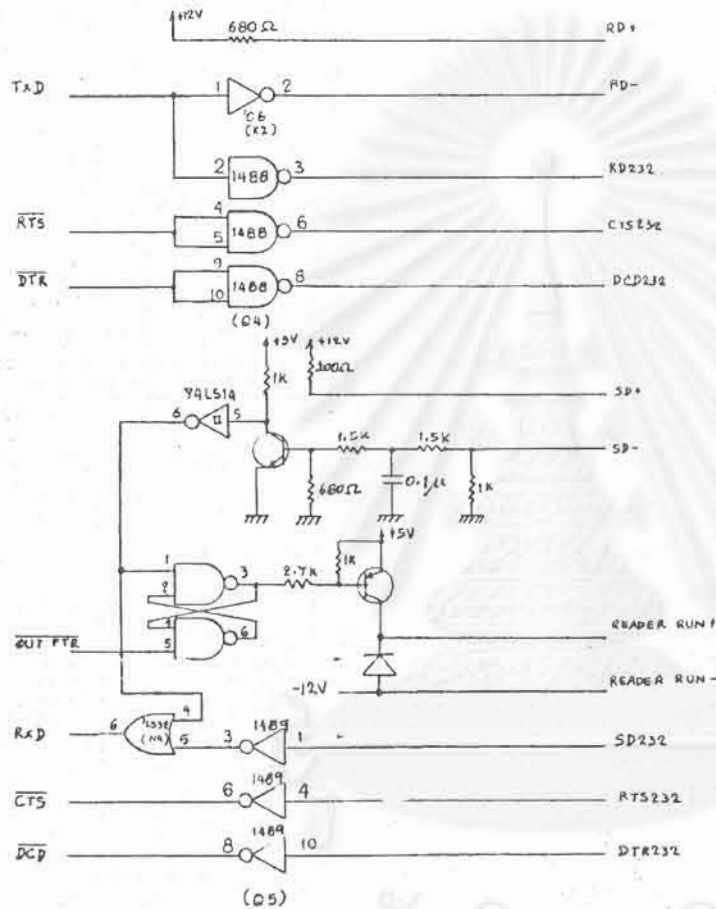 +12V
680Ω
RD+
TxD
1
2
RD-
'06
(K2)
2
1488
3
RD232
RTS
4
5
1488
6
CTS232
DTR
9
10
1488
8
DCD232
(Q4)
+5V
+12V
100Ω
1K
74LS14
6
5
SD+
1.5K
1.5K
SD-
680Ω
0.1µ
1K
+5V
1
2
3
2.7K
1K
4
5
6
OUT PTR
READER RUN+
-12V
READER RUN-
RxD
6
4
5
LS32
(N4)
3
1489
1
SD232
CTS
6
1489
4
RTS232
DCD
8
1489
10
DTR232
(Q5)